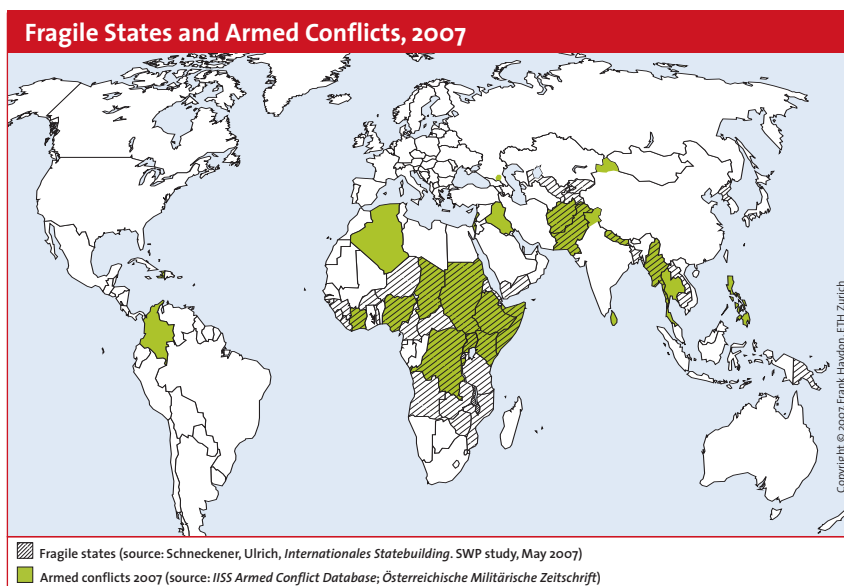 Fragile States and Armed Conflicts, 2007
Copyright © 2007 Frank Haydon, ETH Zurich
Fragile states (source: Schneckener, Ulrich, Internationales Statebuilding. SWP study, May 2007)
Armed conflicts 2007 (source: IISS Armed Conflict Database; Österreichische Militärische Zeitschrift)